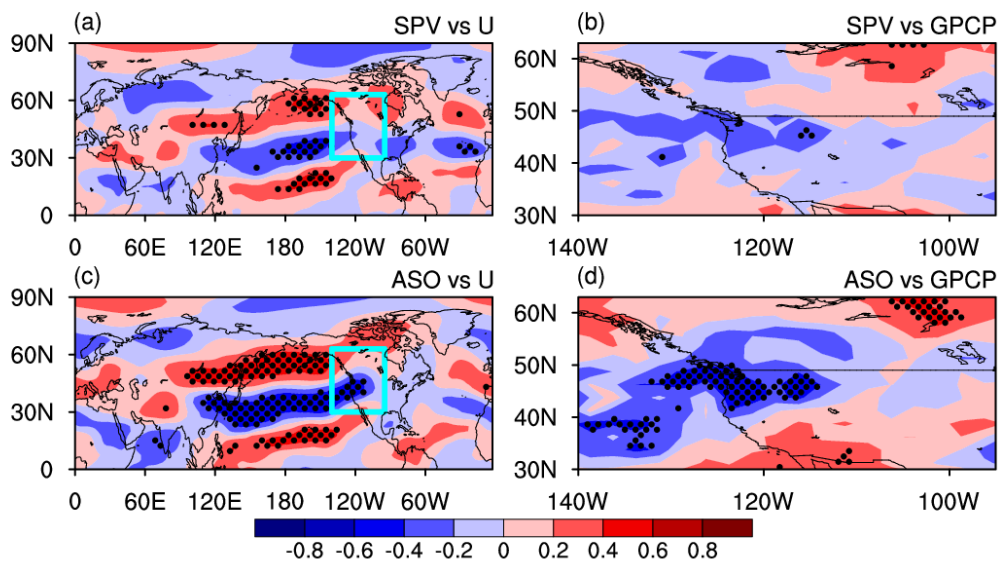 (a) SPV vs U
90N
60N
30N
0
0 60E 120E 180W 120W 60W
(b) SPV vs GPCP
60N
50N
40N
30N
140W 120W 100W
(c) ASO vs U
90N
60N
30N
0
0 60E 120E 180W 120W 60W
(d) ASO vs GPCP
60N
50N
40N
30N
140W 120W 100W
-0.8 -0.6 -0.4 -0.2 0 0.2 0.4 0.6 0.8